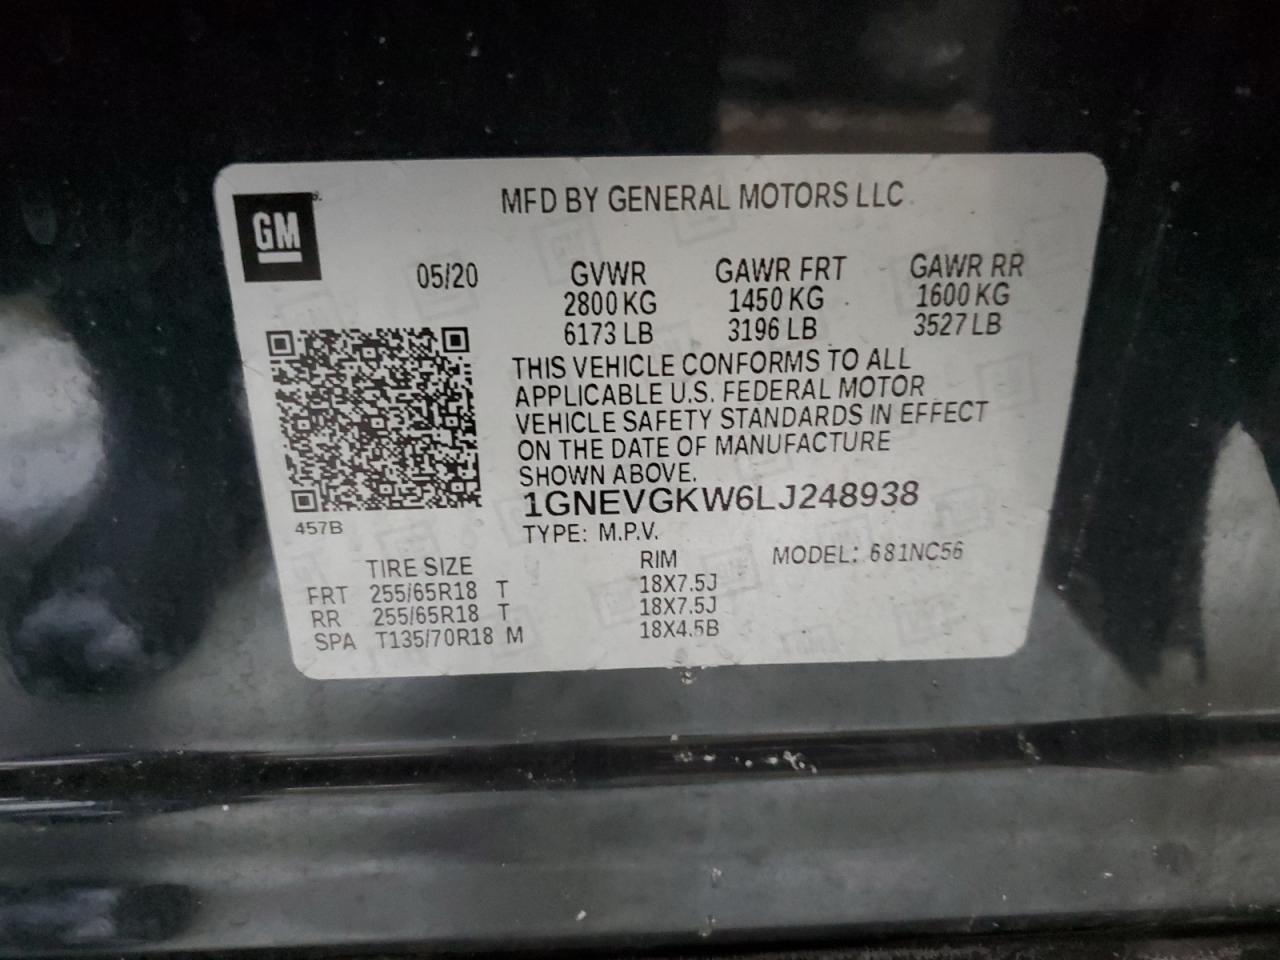 GM
MFD BY GENERAL MOTORS LLC
05/20 GVWR GAWR FRT GAWR RR
2800 KG 1450 KG 1600 KG
6173 LB 3196 LB 3527 LB
THIS VEHICLE CONFORMS TO ALL
APPLICABLE U.S. FEDERAL MOTOR
VEHICLE SAFETY STANDARDS IN EFFECT
ON THE DATE OF MANUFACTURE
SHOWN ABOVE.
1GNEVGKW6LJ248938
457B
TYPE: M.P.V. MODEL: 681NC56
TIRE SIZE RIM
FRT 255/65R18 T 18X7.5J
RR 255/65R18 T 18X7.5J
SPA T135/70R18 M 18X4.5B